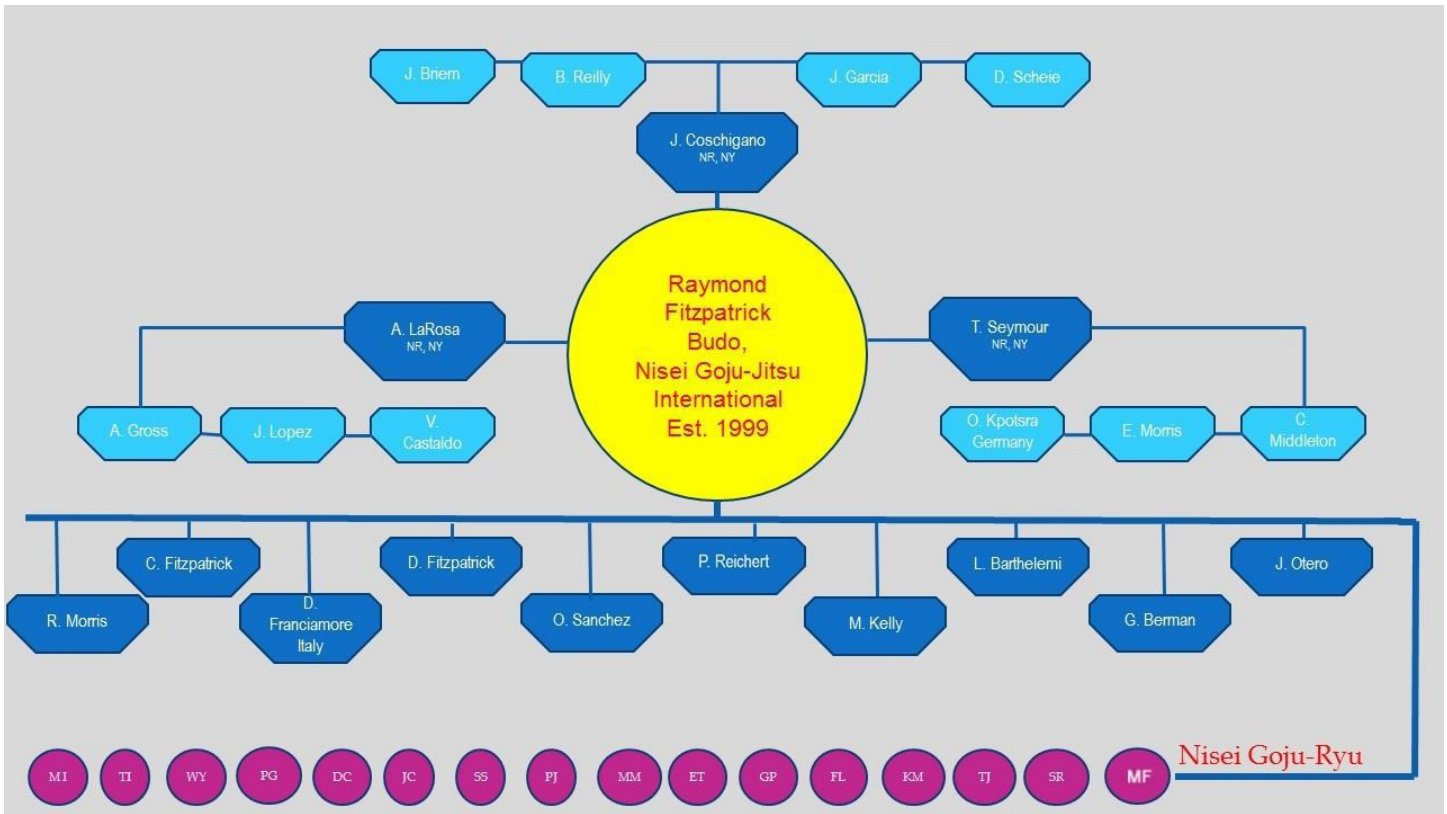 J. Briem
B. Reilly
J. Garcia
D. Scheie
J. Coschigano
NR, NY
Raymond
Fitzpatrick
Budo,
Nisei Goju-Jitsu
International
Est. 1999
A. LaRosa
NR, NY
T. Seymour
NR, NY
A. Gross
J. Lopez
V.
Castaldo
O. Kpotsra
Germany
E. Morris
C.
Middleton
C. Fitzpatrick
D. Fitzpatrick
P. Reichert
L. Barthelemi
J. Otero
R. Morris
D.
Franciamore
Italy
O. Sanchez
M. Kelly
G. Berman
Nisei Goju-Ryu
MI
TI
WY
PG
DC
JC
SS
PJ
MM
ET
GP
FL
KM
TJ
SR
MF